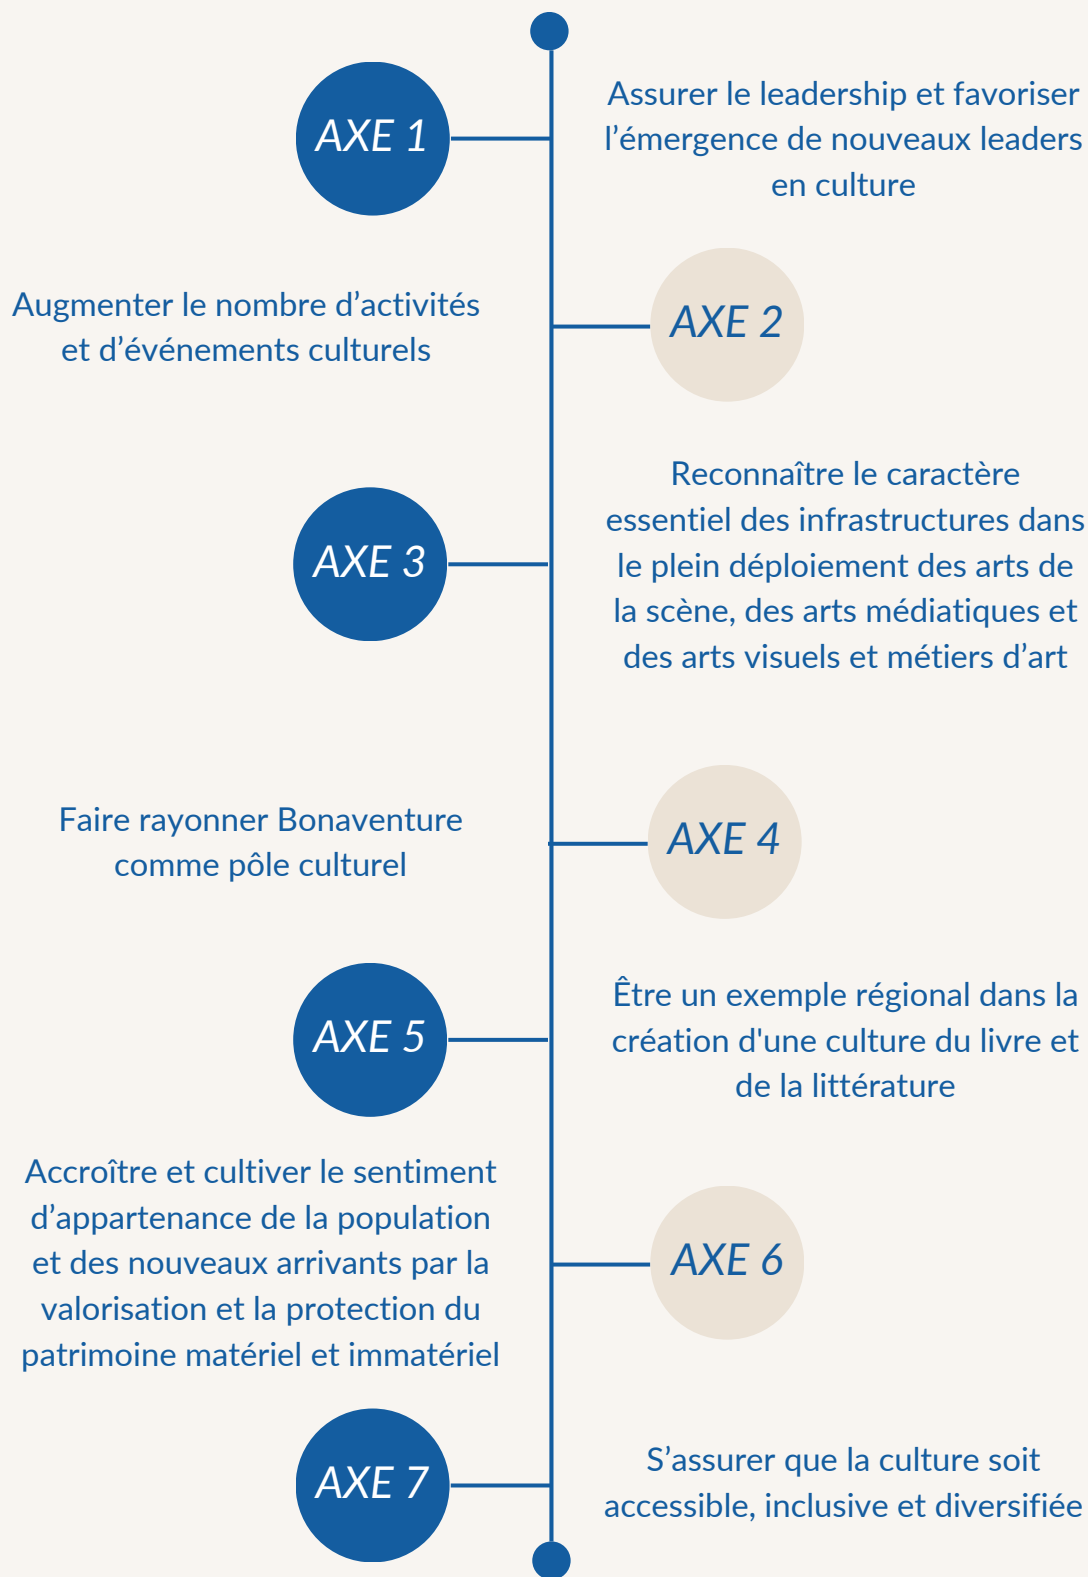 AXE 1
Assurer le leadership et favoriser
l’émergence de nouveaux leaders
en culture
AXE 2
Augmenter le nombre d’activités
et d’événements culturels
AXE 3
Reconnaître le caractère
essentiel des infrastructures dans
le plein déploiement des arts de
la scène, des arts médiatiques et
des arts visuels et métiers d’art
AXE 4
Faire rayonner Bonaventure
comme pôle culturel
AXE 5
Être un exemple régional dans la
création d'une culture du livre et
de la littérature
AXE 6
Accroître et cultiver le sentiment
d’appartenance de la population
et des nouveaux arrivants par la
valorisation et la protection du
patrimoine matériel et immatériel
AXE 7
S’assurer que la culture soit
accessible, inclusive et diversifiée